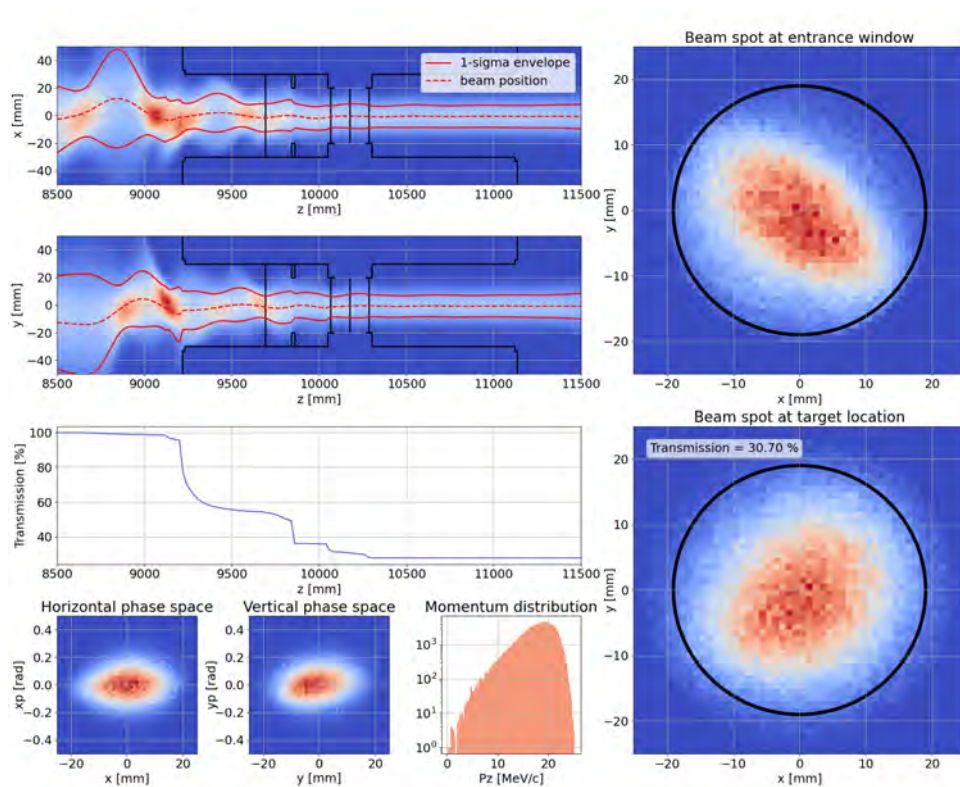 1-sigma envelope
beam position
x [mm]
40
20
0
−20
−40
8500 9000 9500 10000 10500 11000 11500
z [mm]
y [mm]
40
20
0
−20
−40
8500 9000 9500 10000 10500 11000 11500
z [mm]
Transmission [%]
100
80
60
40
8500 9000 9500 10000 10500 11000 11500
z [mm]
Horizontal phase space
xp [rad]
0.4
0.2
0.0
−0.2
−0.4
−20 0 20
x [mm]
Vertical phase space
yp [rad]
0.4
0.2
0.0
−0.2
−0.4
−20 0 20
y [mm]
Momentum distribution
10³
10²
10¹
10⁰
0 10 20
Pz [MeV/c]
Beam spot at entrance window
y [mm]
20
10
0
−10
−20
−20 −10 0 10 20
x [mm]
Beam spot at target location
Transmission = 30.70 %
y [mm]
20
10
0
−10
−20
−20 −10 0 10 20
x [mm]